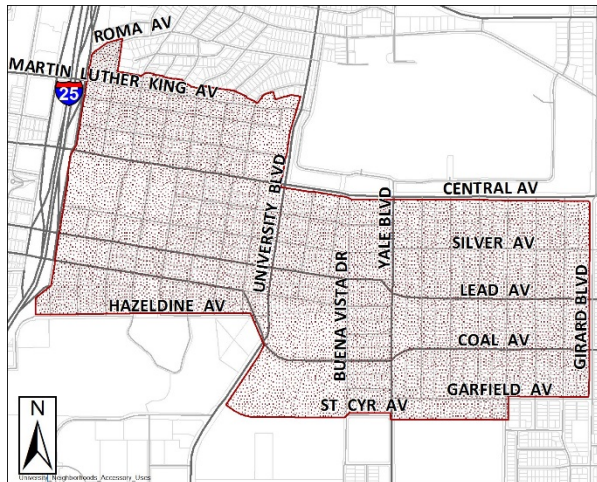 ROMA AV
MARTIN LUTHER KING AV
25
UNIVERSITY BLVD
CENTRAL AV
YALE BLVD
BUENA VISTA DR
SILVER AV
LEAD AV
GIRARD BLVD
HAZELDINE AV
COAL AV
GARFIELD AV
ST CYR AV
N
University_Neighborhoods_Accessory_Uses